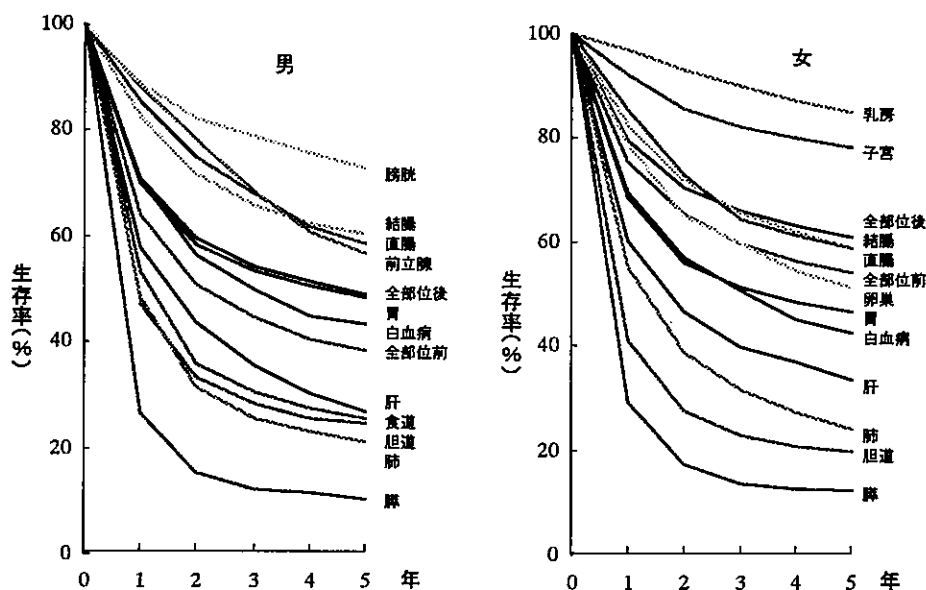 男
100
80
60
40
20
0
生存率(%)
0 1 2 3 4 5 年
膀胱
結腸
直腸
前立腺
全部位後
胃
白血病
全部位前
肝
食道
胆道
肺
膵
女
100
80
60
40
20
0
生存率(%)
0 1 2 3 4 5 年
乳房
子宮
全部位後
結腸
直腸
全部位前
卵巣
胃
白血病
肝
肺
胆道
膵